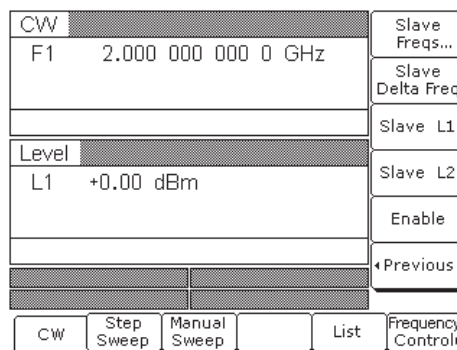 CW
F1 2.000 000 000 0 GHz
Level
L1 +0.00 dBm
Slave
Freqs...
Slave
Delta Freq
Slave L1
Slave L2
Enable
Previous
CW
Step
Sweep
Manual
Sweep
List
Frequency
Control